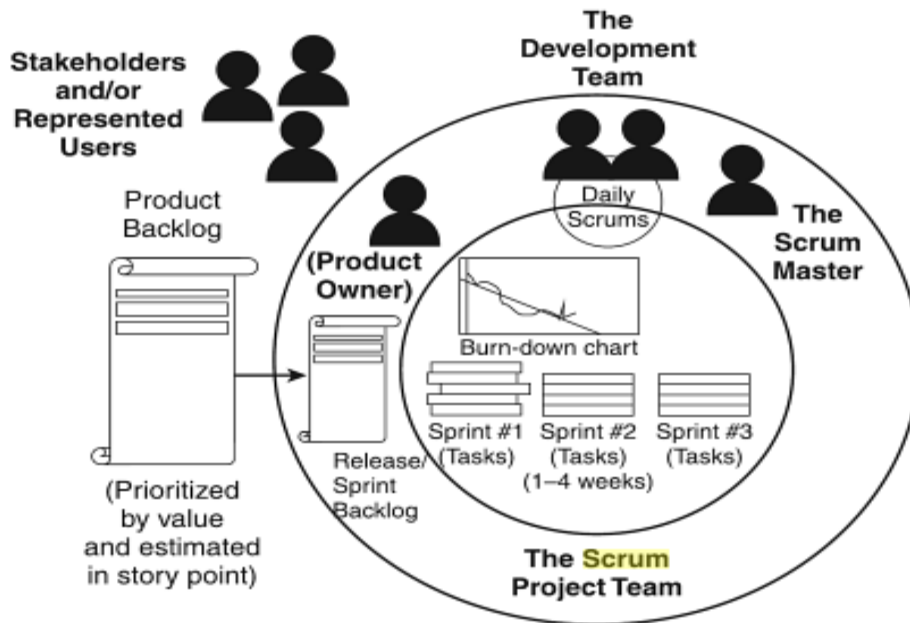 Stakeholders
and/or
Represented
Users
The
Development
Team
Daily
Scrums
The
Scrum
Master
Product
Backlog
(Product
Owner)
Burn-down chart
Sprint #1
(Tasks)
Sprint #2
(Tasks)
(1–4 weeks)
Sprint #3
(Tasks)
Release/
Sprint
Backlog
(Prioritized
by value
and estimated
in story point)
The Scrum
Project Team